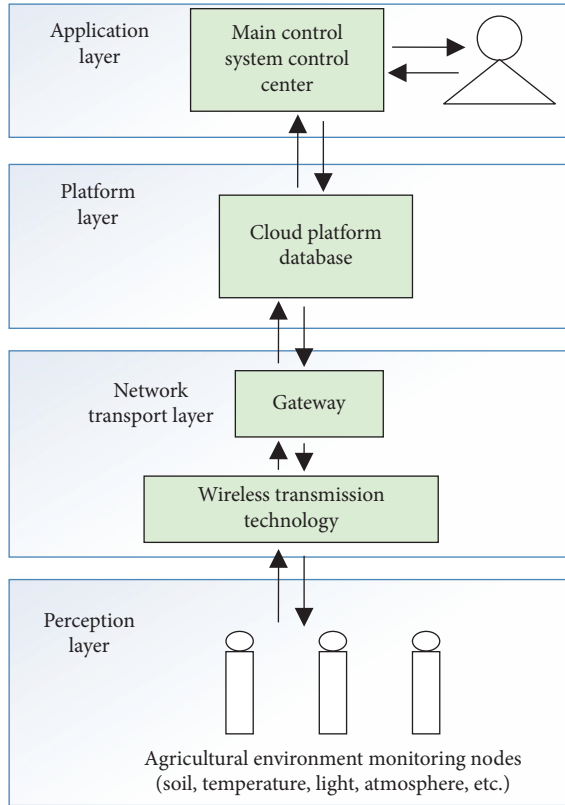 Application
layer
Main control
system control
center
Platform
layer
Cloud platform
database
Network
transport layer
Gateway
Wireless transmission
technology
Perception
layer
Agricultural environment monitoring nodes
(soil, temperature, light, atmosphere, etc.)